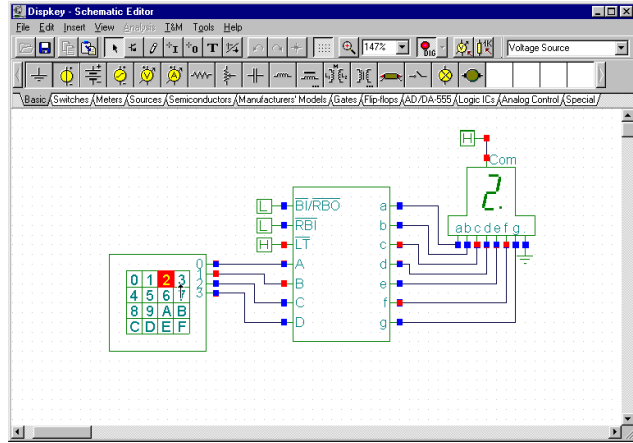 Dispkey - Schematic Editor
File Edit Insert View Analysis T&M Tools Help
T 147% DIG Voltage Source
Basic Switches Meters Sources Semiconductors Manufacturers' Models Gates Flip-flops AD/DA-555 Logic ICs Analog Control Special
H
Com
2.
L BI/RBO a
L RBI b
abcdefg.
H LT c
0 A d
1 B e
2 C f
3 D g
0 1 2 3
4 5 6 7
8 9 A B
C D E F